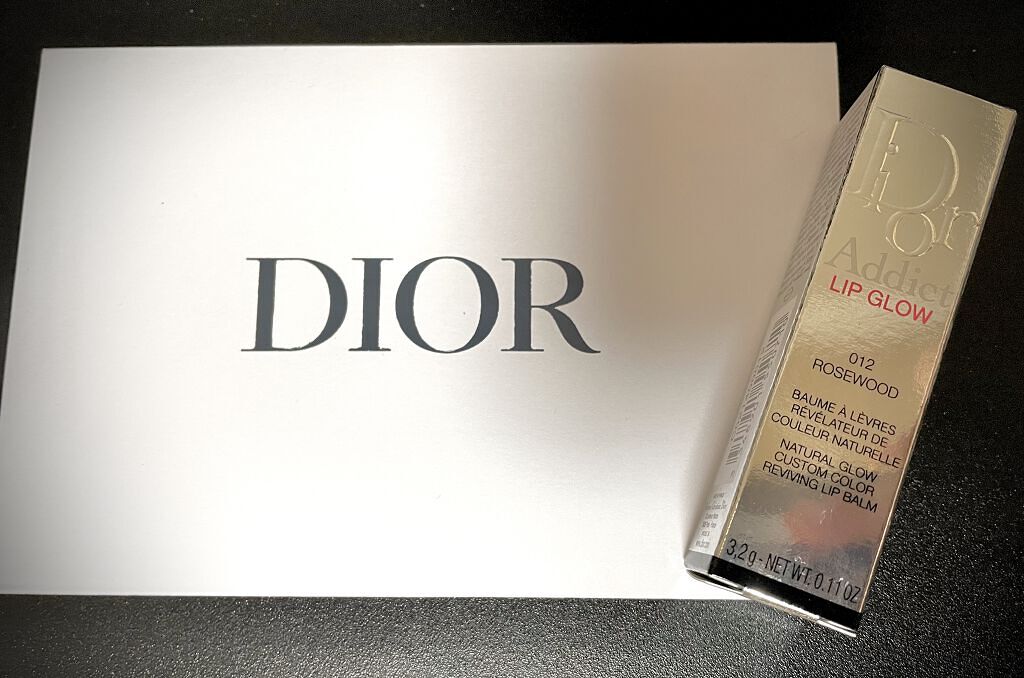 DIOR
Dior
Addict
LIP GLOW
012
ROSEWOOD
BAUME À LÈVRES
RÉVÉLATEUR DE
COULEUR NATURELLE
NATURAL GLOW
CUSTOM COLOR
REVIVING LIP BALM
3,2 g - NET WT. 0.11 OZ